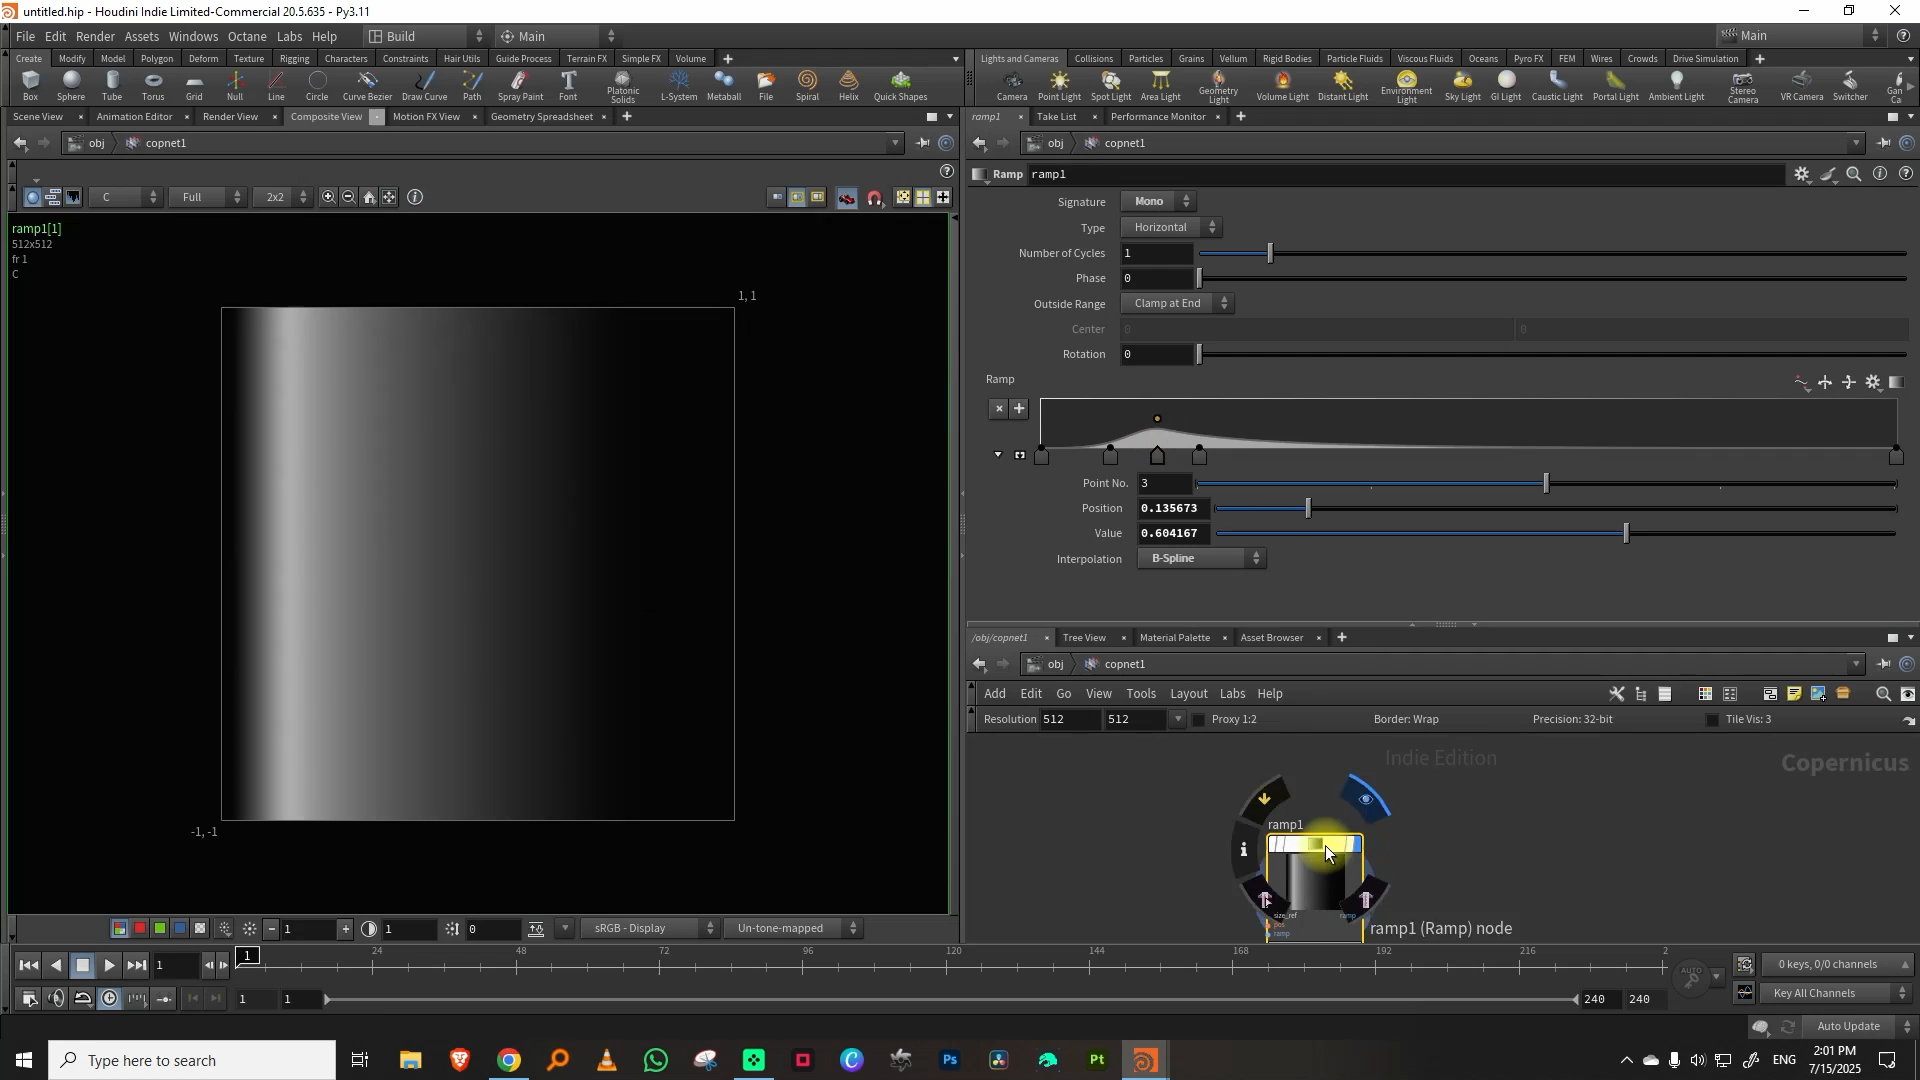 untitled.hip - Houdini Indie Limited-Commercial 20.5.635 - Py3.11
File Edit Render Assets Windows Octane Labs Help Build Main Main
Create Modify Model Polygon Deform Texture Rigging Characters Constraints Hair Utils Guide Process Terrain FX Simple FX Volume
Lights and Cameras Collisions Particles Grains Vellum Rigid Bodies Particle Fluids Viscous Fluids Oceans Pyro FX FEM Wires Crowds Drive Simulation
Box Sphere Tube Torus Grid Null Line Circle Curve Bezier Draw Curve Path Spray Paint Font Platonic Solids L-System Metaball File Spiral Helix Quick Shapes
Camera Point Light Spot Light Area Light Geometry Light Volume Light Distant Light Environment Light Sky Light GI Light Caustic Light Portal Light Ambient Light Stereo Camera VR Camera Switcher Gan Ca
Scene View Animation Editor Render View Composite View Motion FX View Geometry Spreadsheet
ramp1 Take List Performance Monitor
obj copnet1
obj copnet1
Ramp ramp1
C Full 2x2
Signature Mono
Type Horizontal
Number of Cycles 1
Phase 0
Outside Range Clamp at End
Center 0 0
Rotation 0
Ramp
Point No. 3
Position 0.135673
Value 0.604167
Interpolation B-Spline
ramp1[1]
512x512
fr 1
C
1, 1
-1, -1
/obj/copnet1 Tree View Material Palette Asset Browser
obj copnet1
Add Edit Go View Tools Layout Labs Help
Resolution 512 512 Proxy 1:2 Border: Wrap Precision: 32-bit Tile Vis: 3
Indie Edition
Copernicus
ramp1
size_ref ramp
pos
ramp
ramp1 (Ramp) node
1 1 0 sRGB - Display Un-tone-mapped
1 1 24 48 72 96 120 144 168 192 216 2
0 keys, 0/0 channels
AUTO
1 1 240 240 Key All Channels
Auto Update
Type here to search
Ps Pt
ENG
2:01 PM
7/15/2025